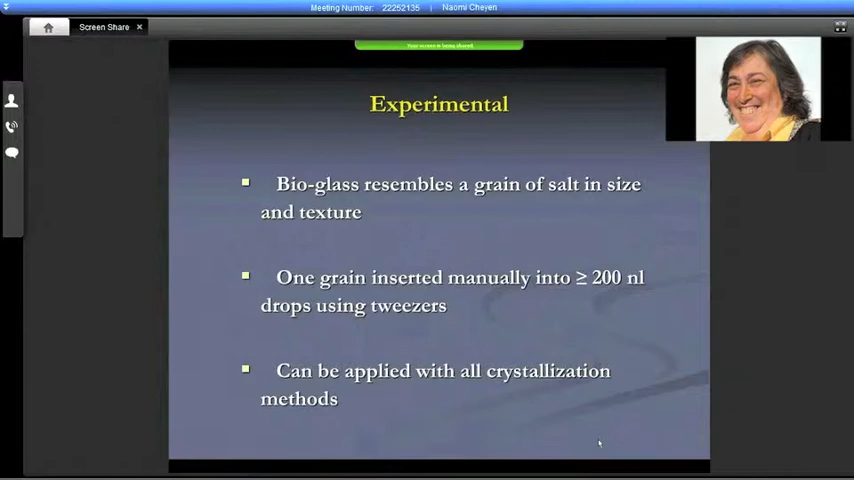 Meeting Number: 22252135 | Naomi Cheyen
Screen Share ×
Your screen is being shared.
Experimental
▪ Bio-glass resembles a grain of salt in size
and texture
▪ One grain inserted manually into ≥ 200 nl
drops using tweezers
▪ Can be applied with all crystallization
methods